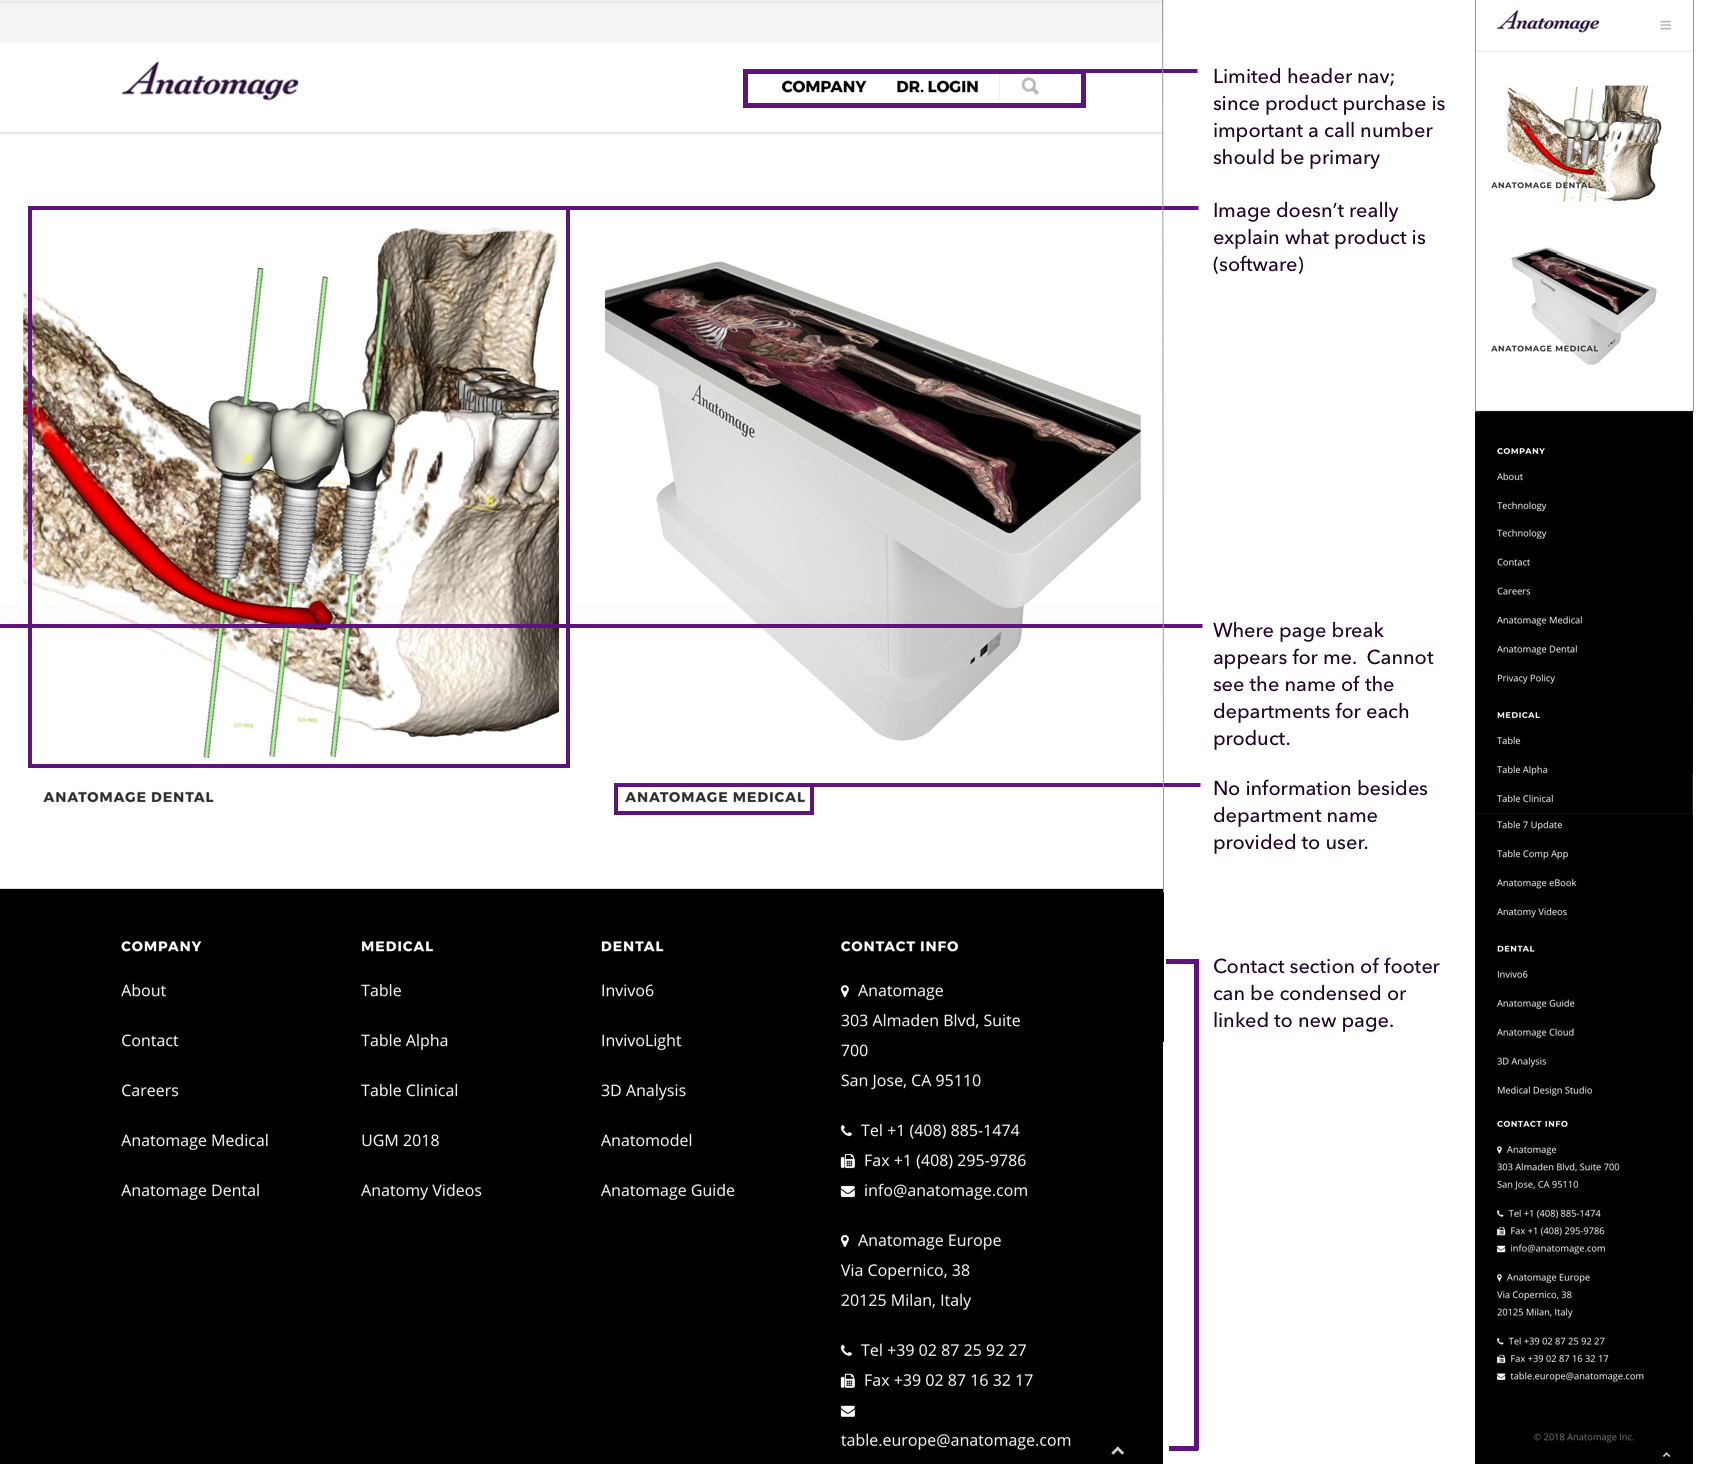 Anatomage
COMPANY
DR. LOGIN
Limited header nav;
since product purchase is
important a call number
should be primary
Image doesn’t really
explain what product is
(software)
Anatomage
Where page break
appears for me.  Cannot
see the name of the
departments for each
product.
ANATOMAGE DENTAL
ANATOMAGE MEDICAL
No information besides
department name
provided to user.
COMPANY
About
Contact
Careers
Anatomage Medical
Anatomage Dental
MEDICAL
Table
Table Alpha
Table Clinical
UGM 2018
Anatomy Videos
DENTAL
Invivo6
InvivoLight
3D Analysis
Anatomodel
Anatomage Guide
CONTACT INFO
Anatomage
303 Almaden Blvd, Suite
700
San Jose, CA 95110
Tel +1 (408) 885-1474
Fax +1 (408) 295-9786
info@anatomage.com
Anatomage Europe
Via Copernico, 38
20125 Milan, Italy
Tel +39 02 87 25 92 27
Fax +39 02 87 16 32 17
table.europe@anatomage.com
Contact section of footer
can be condensed or
linked to new page.
Anatomage
ANATOMAGE DENTAL
ANATOMAGE MEDICAL
COMPANY
About
Technology
Technology
Contact
Careers
Anatomage Medical
Anatomage Dental
Privacy Policy
MEDICAL
Table
Table Alpha
Table Clinical
Table 7 Update
Table Comp App
Anatomage eBook
Anatomy Videos
DENTAL
Invivo6
Anatomage Guide
Anatomage Cloud
3D Analysis
Medical Design Studio
CONTACT INFO
Anatomage
303 Almaden Blvd, Suite 700
San Jose, CA 95110
Tel +1 (408) 885-1474
Fax +1 (408) 295-9786
info@anatomage.com
Anatomage Europe
Via Copernico, 38
20125 Milan, Italy
Tel +39 02 87 25 92 27
Fax +39 02 87 16 32 17
table.europe@anatomage.com
© 2018 Anatomage Inc.